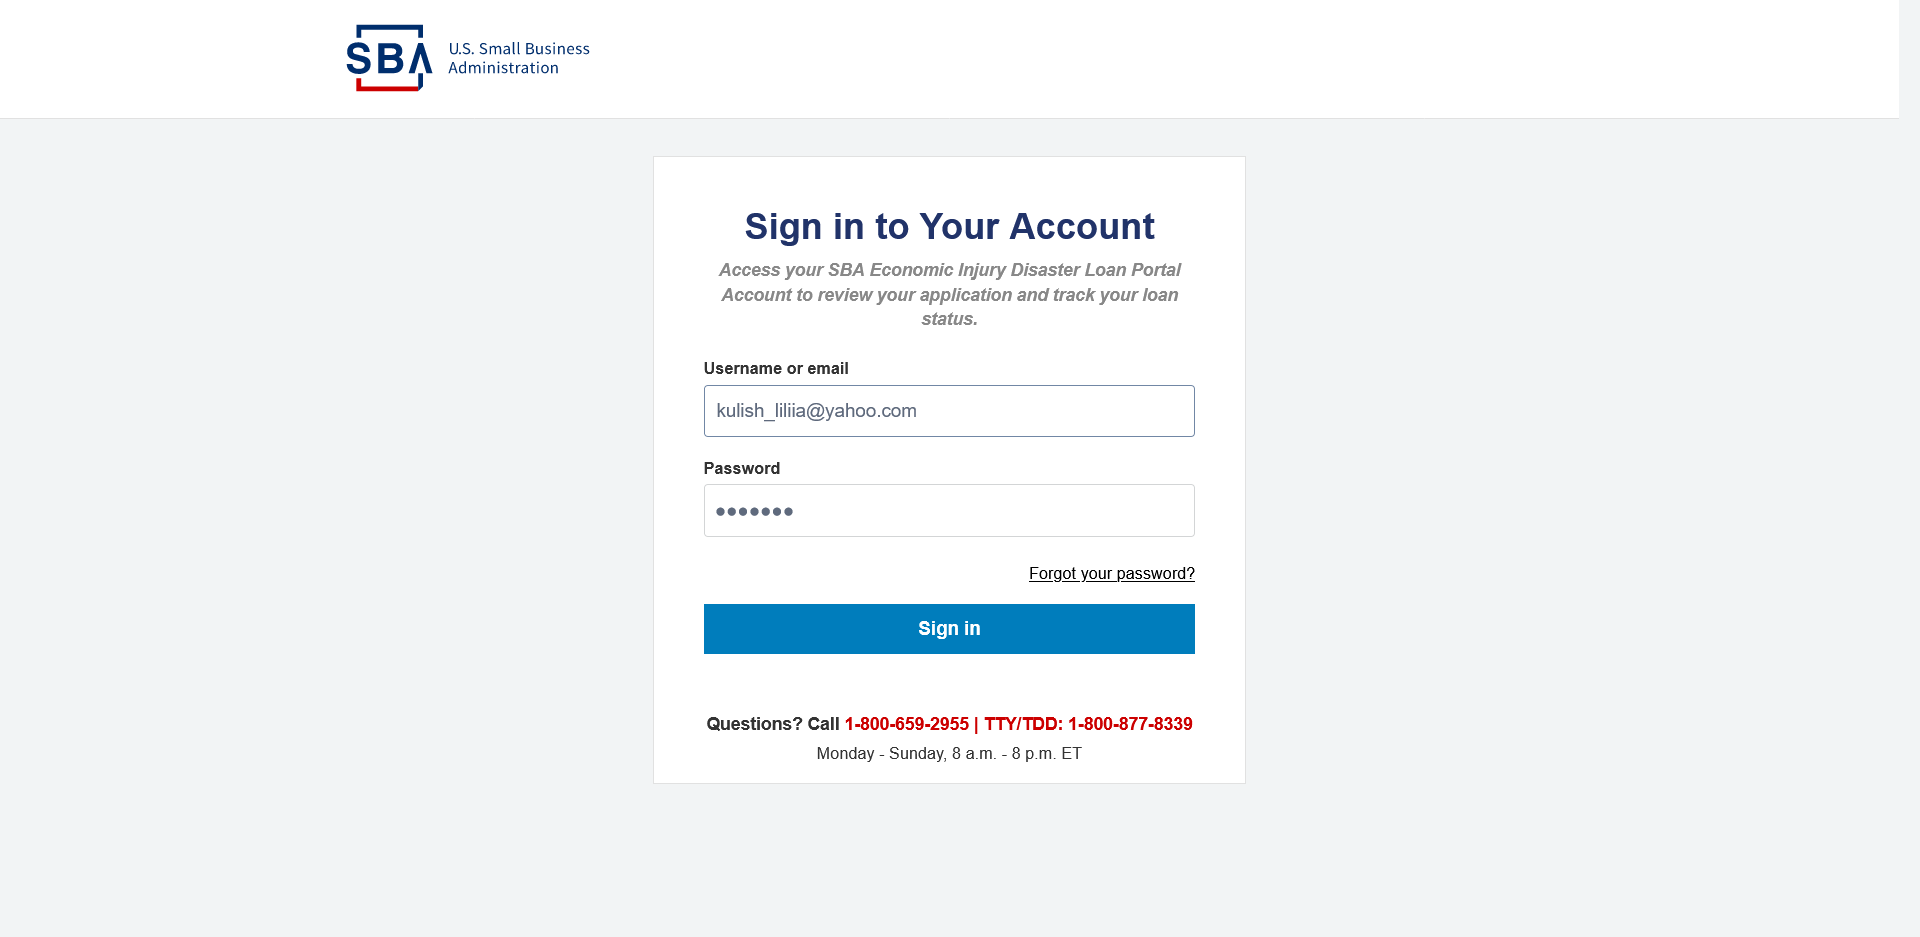 SBA
U.S. Small Business
Administration
Sign in to Your Account
Access your SBA Economic Injury Disaster Loan Portal
Account to review your application and track your loan
status.
Username or email
kulish_liliia@yahoo.com
Password
●●●●●●●
Forgot your password?
Sign in
Questions? Call 1-800-659-2955 | TTY/TDD: 1-800-877-8339
Monday - Sunday, 8 a.m. - 8 p.m. ET